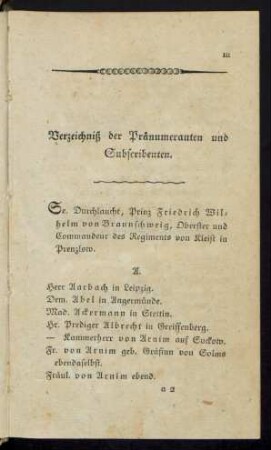 III
Verzeichniß der Pränumeranten und
Subscribenten.
Se. Durchlaucht, Prinz Friedrich Wil-
helm von Braunschweig, Oberster und
Commandeur des Regiments von Kleist in
Prenzlow.
A.
Herr Aarbach in Leipzig.
Dem. Abel in Angermünde.
Mad. Ackermann in Stettin.
Hr. Prediger Albrecht in Greiffenberg.
— Kammerherr von Arnim auf Suckow.
Fr. von Arnim geb. Gräfinn von Solms
ebendaselbst.
Fräul. von Arnim ebend.
a 2